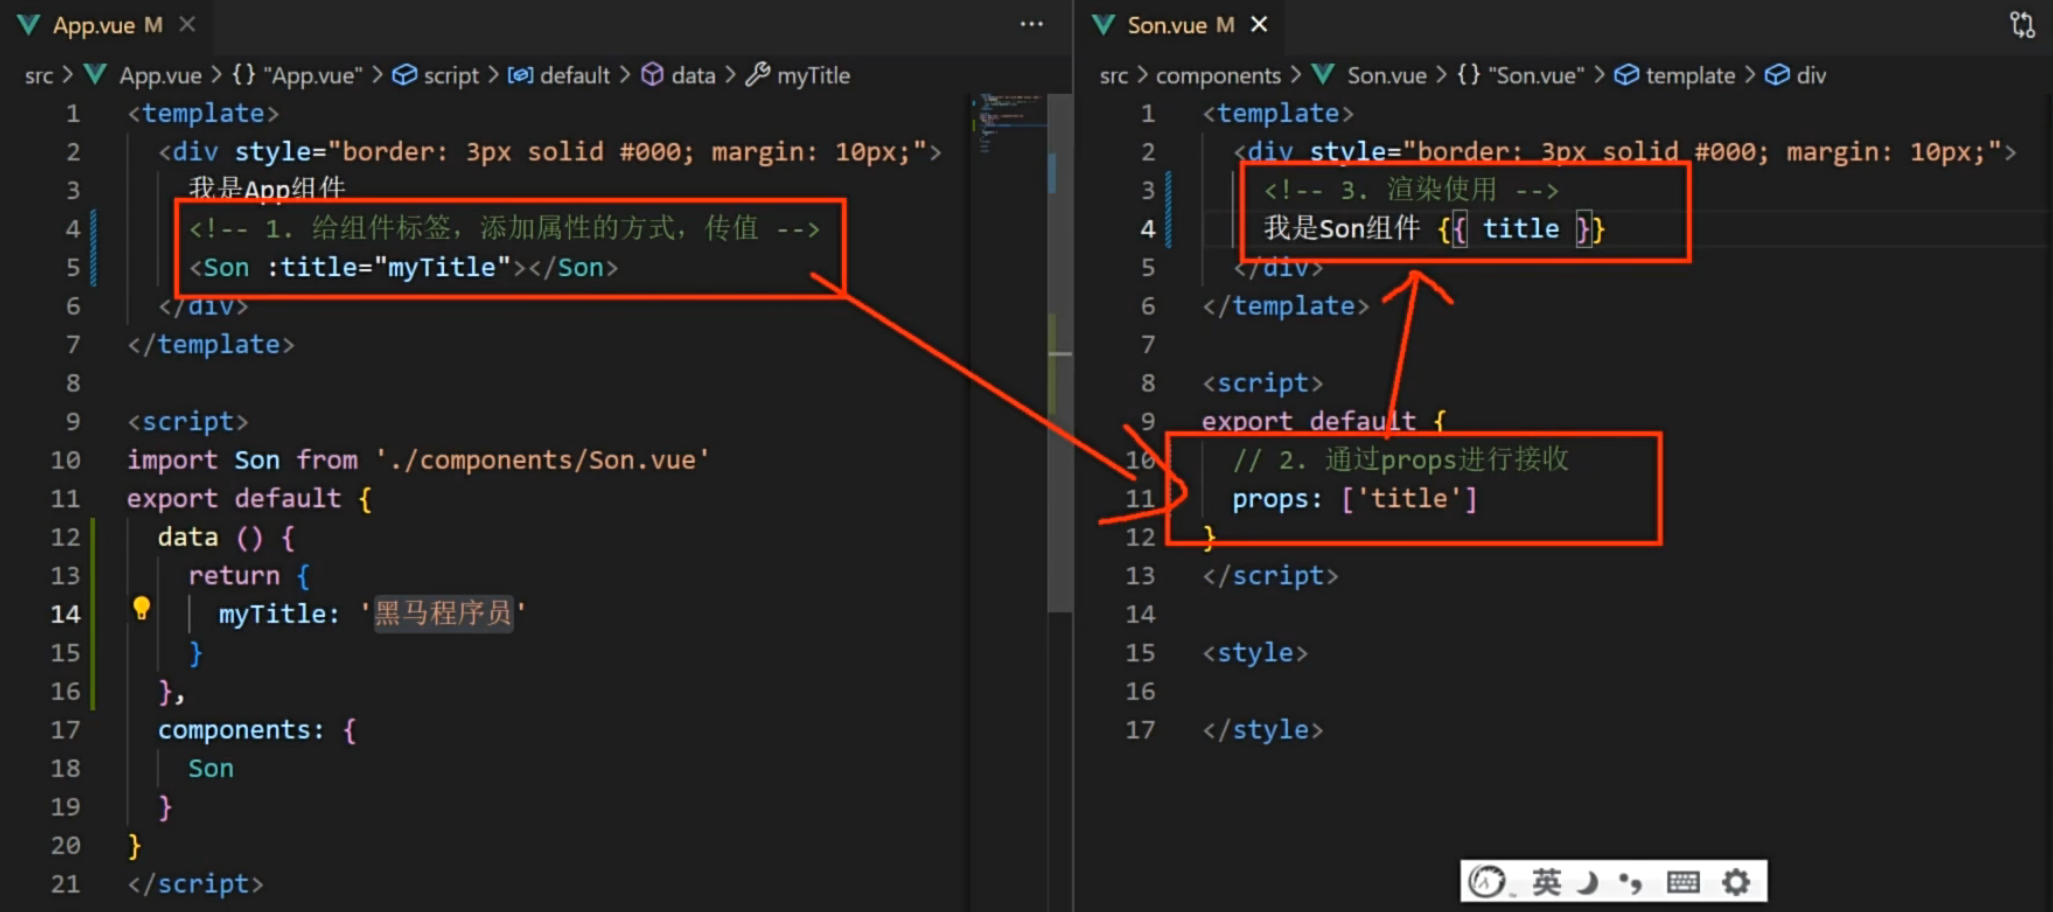 App.vue M
src > App.vue > {} "App.vue" > script > default > data > myTitle
1 <template>
2 <div style="border: 3px solid #000; margin: 10px;">
3 我是App组件
4 <!-- 1. 给组件标签，添加属性的方式，传值 -->
5 <Son :title="myTitle"></Son>
6 </div>
7 </template>
8
9 <script>
10 import Son from './components/Son.vue'
11 export default {
12 data () {
13 return {
14 myTitle: '黑马程序员'
15 }
16 },
17 components: {
18 Son
19 }
20 }
21 </script>
Son.vue M
src > components > Son.vue > {} "Son.vue" > template > div
1 <template>
2 <div style="border: 3px solid #000; margin: 10px;">
3 <!-- 3. 渲染使用 -->
4 我是Son组件 {{ title }}
5 </div>
6 </template>
7
8 <script>
9 export default {
10 // 2. 通过props进行接收
11 props: ['title']
12 }
13 </script>
14
15 <style>
16
17 </style>
英